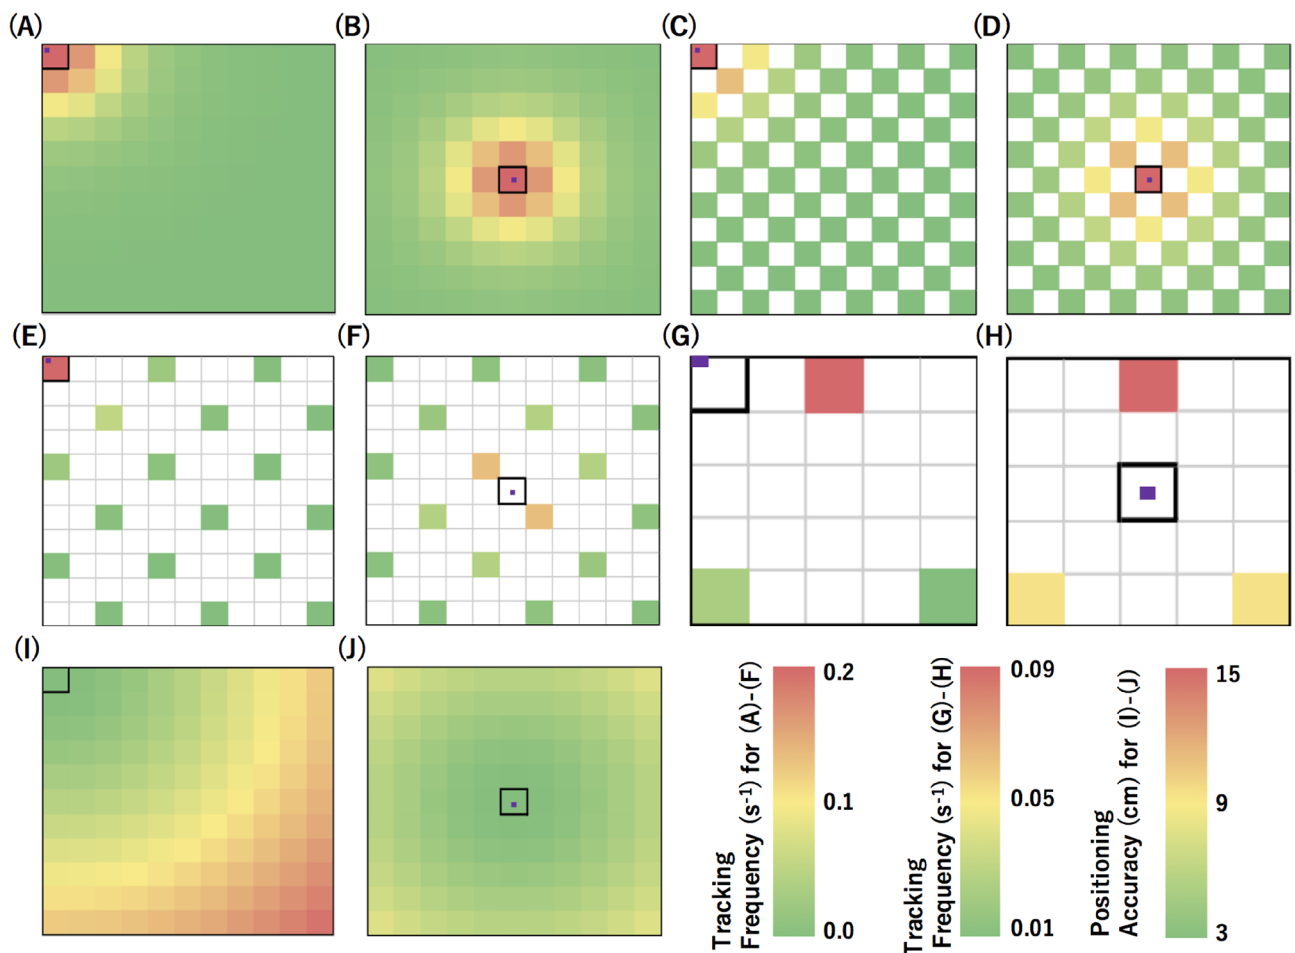 (A)
(B)
(C)
(D)
(E)
(F)
(G)
(H)
(I)
(J)
Tracking
Frequency (s⁻¹) for (A)-(F)
0.2
0.1
0.0
Tracking
Frequency (s⁻¹) for (G)-(H)
0.09
0.05
0.01
Positioning
Accuracy (cm) for (I)-(J)
15
9
3